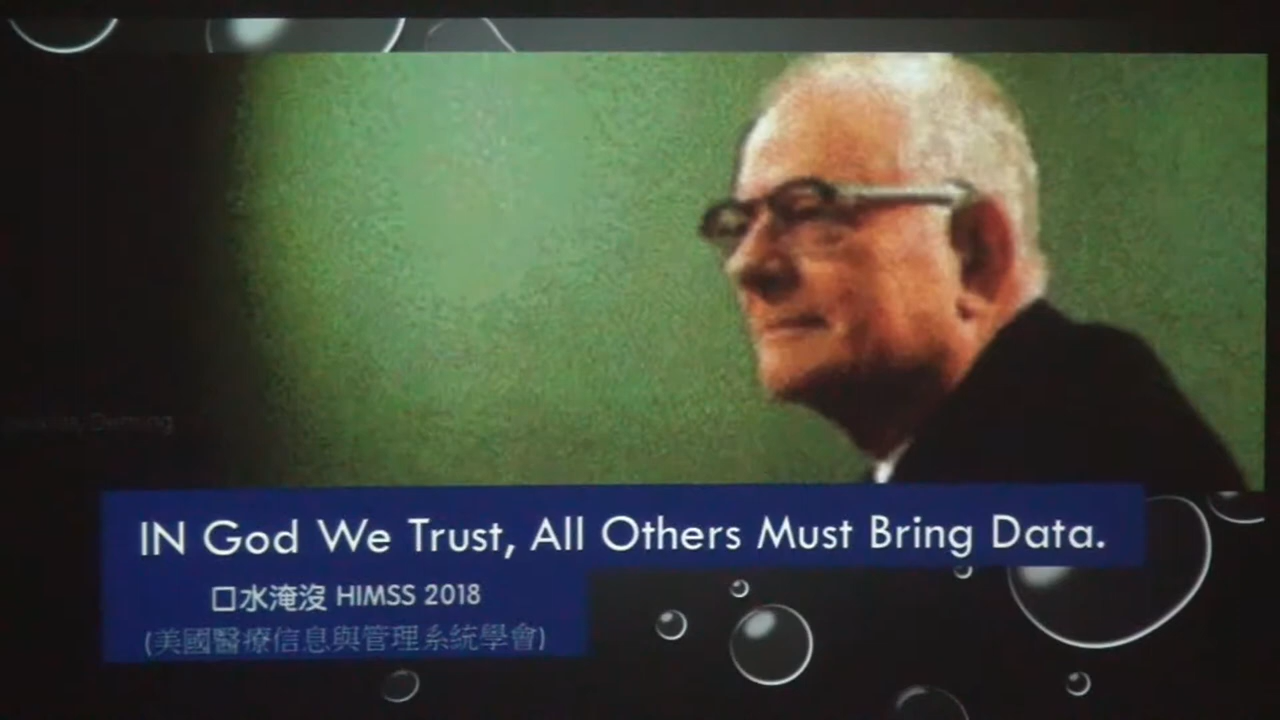 Deming
IN God We Trust, All Others Must Bring Data.
口水淹沒 HIMSS 2018
(美國醫療信息與管理系統學會)